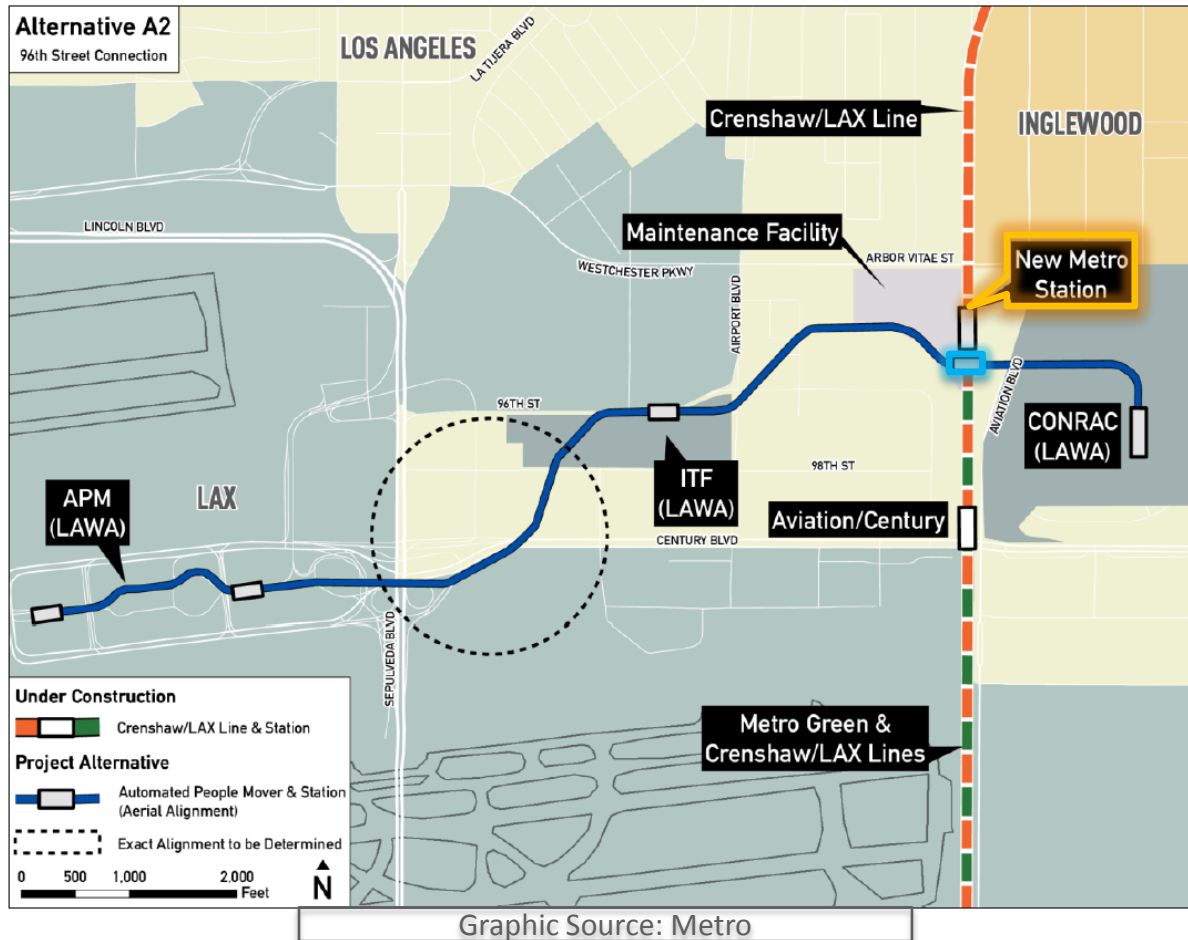 Alternative A2
96th Street Connection
LOS ANGELES
LA TIJERA BLVD
Crenshaw/LAX Line
INGLEWOOD
LINCOLN BLVD
Maintenance Facility
WESTCHESTER PKWY
ARBOR VITAE ST
New Metro
Station
AIRPORT BLVD
AVIATION BLVD
96TH ST
CONRAC
(LAWA)
98TH ST
ITF
(LAWA)
APM
(LAWA)
LAX
Aviation/Century
CENTURY BLVD
SEPULVEDA BLVD
Metro Green &
Crenshaw/LAX Lines
Under Construction
Crenshaw/LAX Line & Station
Project Alternative
Automated People Mover & Station
(Aerial Alignment)
Exact Alignment to be Determined
0 500 1,000 2,000
Feet
N
Graphic Source: Metro